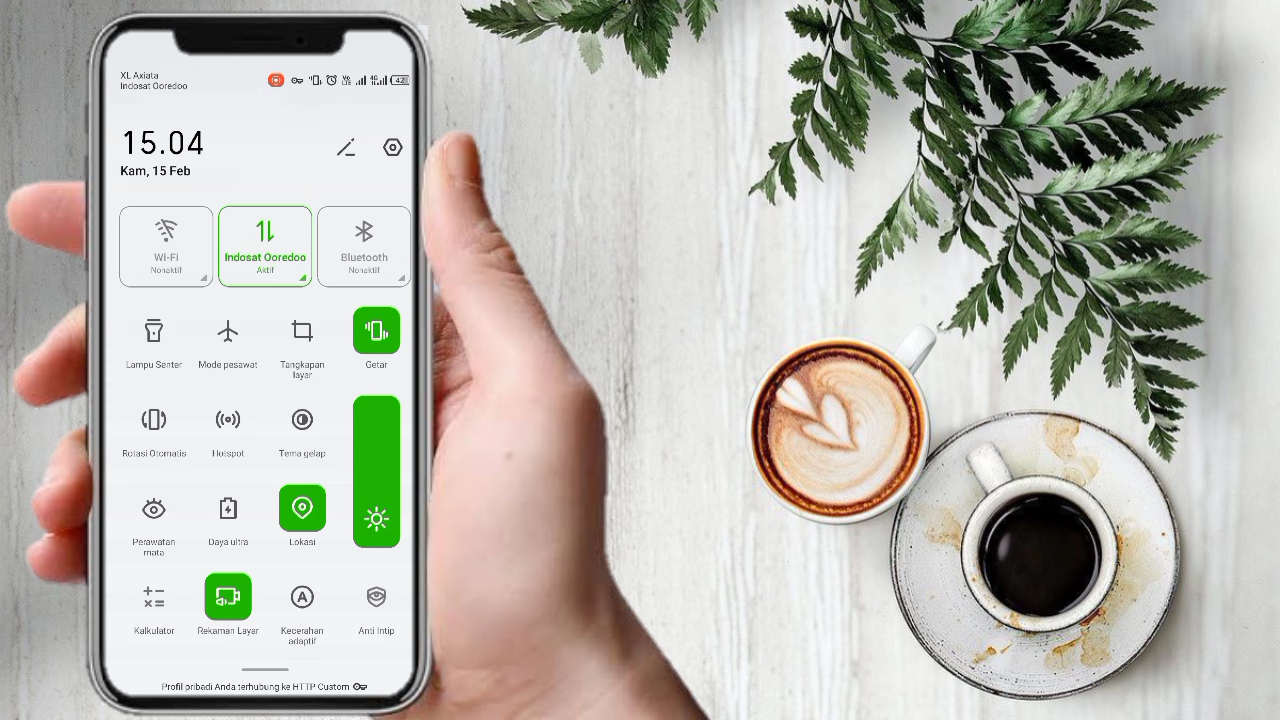 XL Axiata
Indosat Ooredoo
42
15.04
Kam, 15 Feb
Wi-Fi
Nonaktif
Indosat Ooredoo
Aktif
Bluetooth
Nonaktif
Lampu Senter
Mode pesawat
Tangkapan
layar
Getar
Rotasi Otomatis
Hotspot
Tema gelap
Perawatan
mata
Daya ultra
Lokasi
Kalkulator
Rekaman Layar
Kecerahan
adaptif
Anti Intip
Profil pribadi Anda terhubung ke HTTP Custom